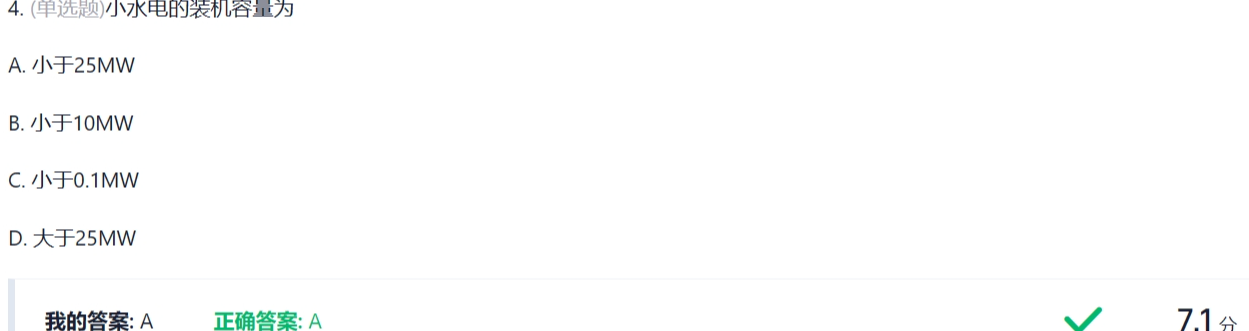 4. (单选题)小水电的装机容量为
A. 小于25MW
B. 小于10MW
C. 小于0.1MW
D. 大于25MW
我的答案: A 正确答案: A 7.1 分